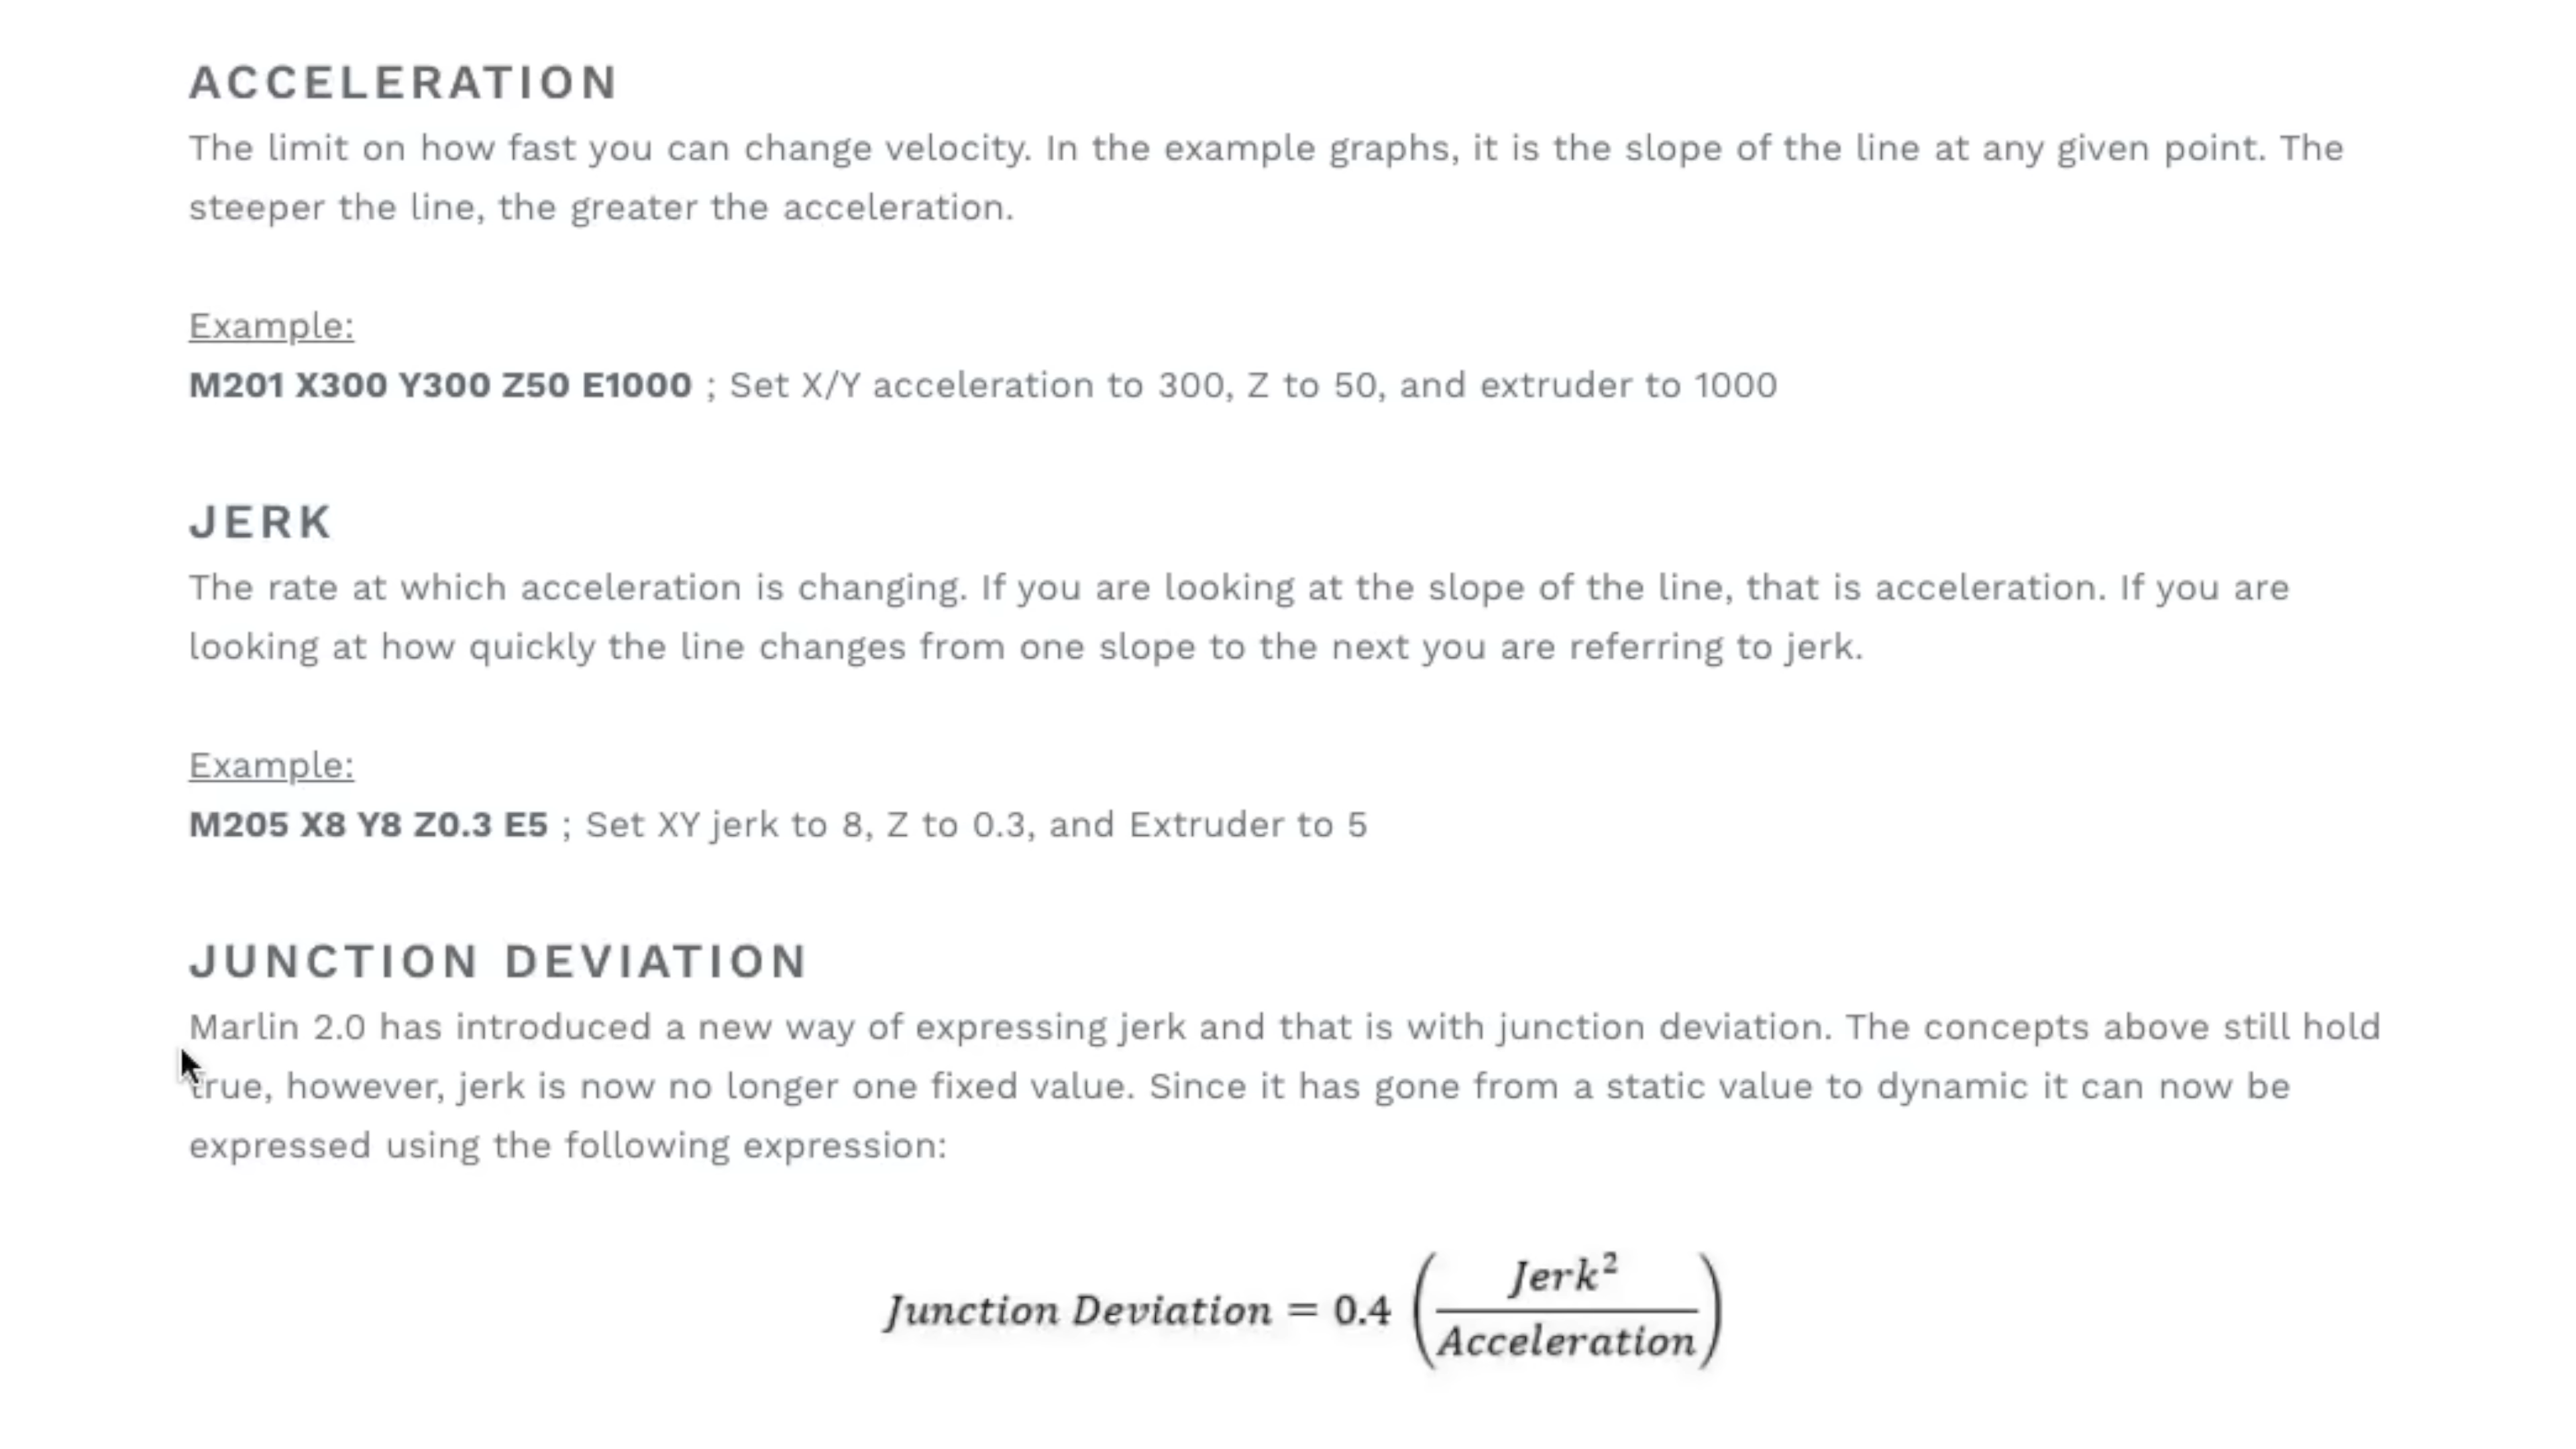 ACCELERATION
The limit on how fast you can change velocity. In the example graphs, it is the slope of the line at any given point. The
steeper the line, the greater the acceleration.
Example:
M201 X300 Y300 Z50 E1000 ; Set X/Y acceleration to 300, Z to 50, and extruder to 1000
JERK
The rate at which acceleration is changing. If you are looking at the slope of the line, that is acceleration. If you are
looking at how quickly the line changes from one slope to the next you are referring to jerk.
Example:
M205 X8 Y8 Z0.3 E5 ; Set XY jerk to 8, Z to 0.3, and Extruder to 5
JUNCTION DEVIATION
Marlin 2.0 has introduced a new way of expressing jerk and that is with junction deviation. The concepts above still hold
true, however, jerk is now no longer one fixed value. Since it has gone from a static value to dynamic it can now be
expressed using the following expression:
Junction Deviation = 0.4 (Jerk² / Acceleration)